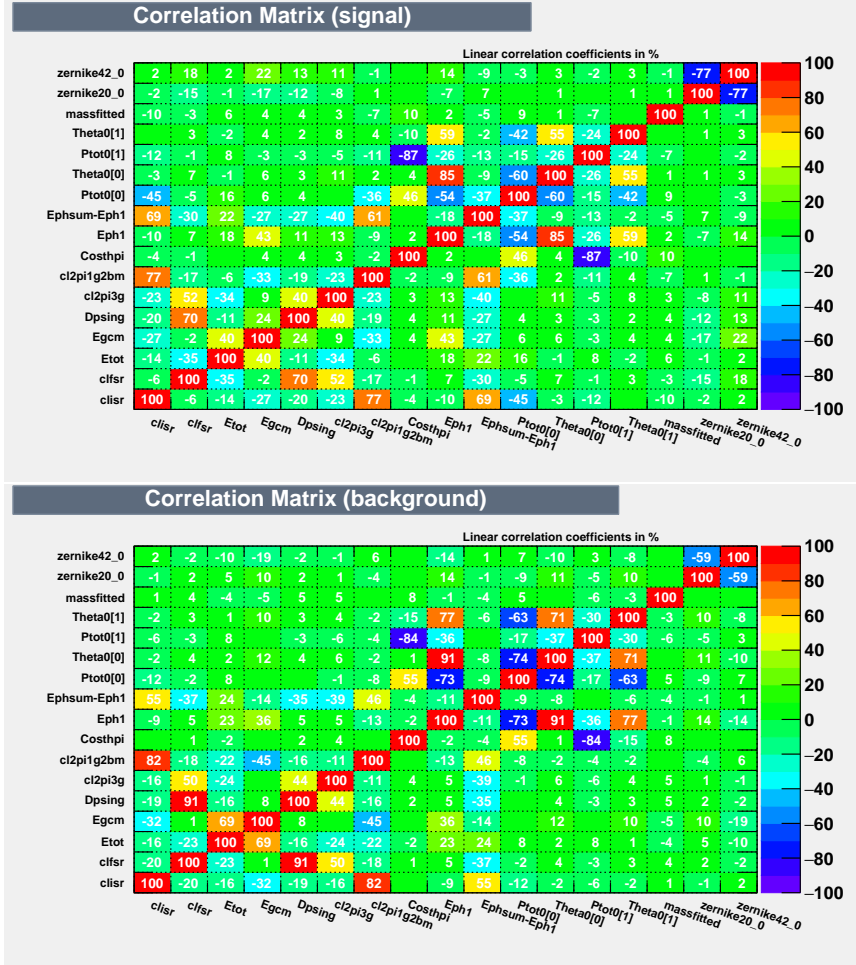 Correlation Matrix (signal)
Linear correlation coefficients in %
zernike42_0 2 18 2 22 13 11 -1 14 -9 -3 3 -2 3 -1 -77 100
zernike20_0 -2 -15 -1 -17 -12 -8 1 -7 7 1 1 1 100 -77
massfitted -10 -3 6 4 4 3 -7 10 2 -5 9 1 -7 100 1 -1
Theta0[1] 3 -2 4 2 8 4 -10 59 -2 -42 55 -24 100 1 3
Ptot0[1] -12 -1 8 -3 -3 -5 -11 -87 -26 -13 -15 -26 100 -24 -7 -2
Theta0[0] -3 7 -1 6 3 11 2 4 85 -9 -60 100 -26 55 1 1 3
Ptot0[0] -45 -5 16 6 4 -36 46 -54 -37 100 -60 -15 -42 9 -3
Ephsum-Eph1 69 -30 22 -27 -27 -40 61 -18 100 -37 -9 -13 -2 -5 7 -9
Eph1 -10 7 18 43 11 13 -9 2 100 -18 -54 85 -26 59 2 -7 14
Costhpi -4 -1 4 4 3 -2 100 2 46 4 -87 -10 10
cl2pi1g2bm 77 -17 -6 -33 -19 -23 100 -2 -9 61 -36 2 -11 4 -7 1 -1
cl2pi3g -23 52 -34 9 40 100 -23 3 13 -40 11 -5 8 3 -8 11
Dpsing -20 70 -11 24 100 40 -19 4 11 -27 4 3 -3 2 4 -12 13
Egcm -27 -2 40 100 24 9 -33 4 43 -27 6 6 -3 4 4 -17 22
Etot -14 -35 100 40 -11 -34 -6 18 22 16 -1 8 -2 6 -1 2
clfsr -6 100 -35 -2 70 52 -17 -1 7 -30 -5 7 -1 3 -3 -15 18
clisr 100 -6 -14 -27 -20 -23 77 -4 -10 69 -45 -3 -12 -10 -2 2
clisr clfsr Etot Egcm Dpsing cl2pi3g cl2pi1g2bm Costhpi Eph1 Ephsum-Eph1 Ptot0[0] Theta0[0] Ptot0[1] Theta0[1] massfitted zernike20_0 zernike42_0
100
80
60
40
20
0
−20
−40
−60
−80
−100
Correlation Matrix (background)
Linear correlation coefficients in %
zernike42_0 2 -2 -10 -19 -2 -1 6 -14 1 7 -10 3 -8 -59 100
zernike20_0 -1 2 5 10 2 1 -4 14 -1 -9 11 -5 10 100 -59
massfitted 1 4 -4 -5 5 5 8 -1 -4 5 -6 -3 100
Theta0[1] -2 3 1 10 3 4 -2 -15 77 -6 -63 71 -30 100 -3 10 -8
Ptot0[1] -6 -3 8 -3 -6 -4 -84 -36 -17 -37 100 -30 -6 -5 3
Theta0[0] -2 4 2 12 4 6 -2 1 91 -8 -74 100 -37 71 11 -10
Ptot0[0] -12 -2 8 -1 -8 55 -73 -9 100 -74 -17 -63 5 -9 7
Ephsum-Eph1 55 -37 24 -14 -35 -39 46 -4 -11 100 -9 -8 -6 -4 -1 1
Eph1 -9 5 23 36 5 5 -13 -2 100 -11 -73 91 -36 77 -1 14 -14
Costhpi 1 -2 2 4 100 -2 -4 55 1 -84 -15 8
cl2pi1g2bm 82 -18 -22 -45 -16 -11 100 -13 46 -8 -2 -4 -2 -4 6
cl2pi3g -16 50 -24 44 100 -11 4 5 -39 -1 6 -6 4 5 1 -1
Dpsing -19 91 -16 8 100 44 -16 2 5 -35 4 -3 3 5 2 -2
Egcm -32 1 69 100 8 -45 36 -14 12 10 -5 10 -19
Etot -16 -23 100 69 -16 -24 -22 -2 23 24 8 2 8 1 -4 5 -10
clfsr -20 100 -23 1 91 50 -18 1 5 -37 -2 4 -3 3 4 2 -2
clisr 100 -20 -16 -32 -19 -16 82 -9 55 -12 -2 -6 -2 1 -1 2
clisr clfsr Etot Egcm Dpsing cl2pi3g cl2pi1g2bm Costhpi Eph1 Ephsum-Eph1 Ptot0[0] Theta0[0] Ptot0[1] Theta0[1] massfitted zernike20_0 zernike42_0
100
80
60
40
20
0
−20
−40
−60
−80
−100